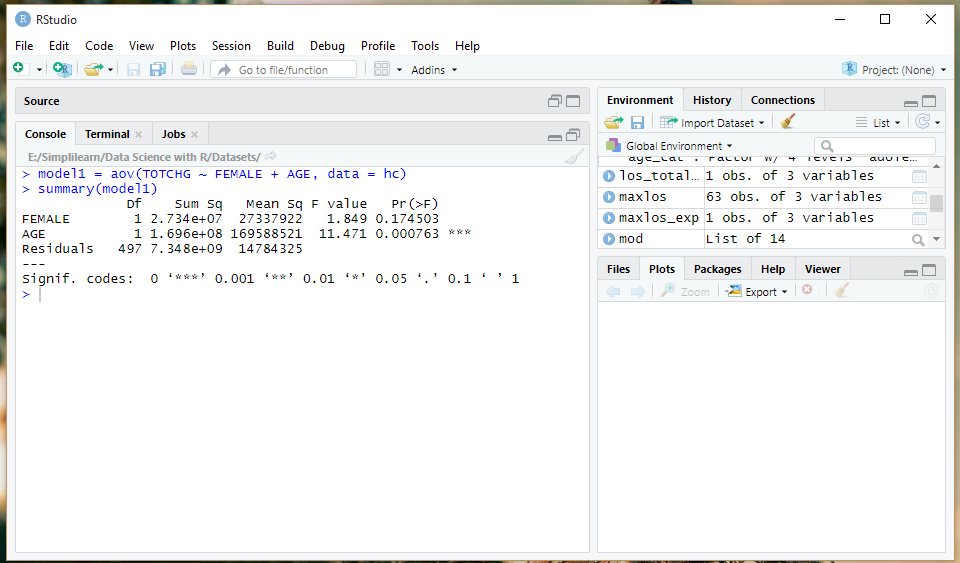 RStudio
File Edit Code View Plots Session Build Debug Profile Tools Help
Go to file/function Addins Project: (None)
Source
Console Terminal Jobs
E:/Simplilearn/Data Science with R/Datasets/
> model1 = aov(TOTCHG ~ FEMALE + AGE, data = hc)
> summary(model1)
Df Sum Sq Mean Sq F value Pr(>F)
FEMALE 1 2.734e+07 27337922 1.849 0.174503
AGE 1 1.696e+08 169588521 11.471 0.000763 ***
Residuals 497 7.348e+09 14784325
---
Signif. codes: 0 ‘***’ 0.001 ‘**’ 0.01 ‘*’ 0.05 ‘.’ 0.1 ‘ ’ 1
>
Environment History Connections
Import Dataset List
Global Environment
age_cat : Factor w/ 4 levels "adole…
los_total… 1 obs. of 3 variables
maxlos 63 obs. of 3 variables
maxlos_exp 1 obs. of 3 variables
mod List of 14
Files Plots Packages Help Viewer
Zoom Export